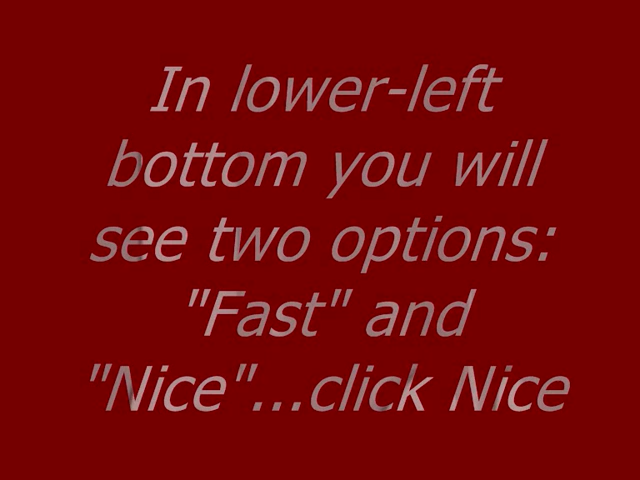 In lower-left
bottom you will
see two options:
"Fast" and
"Nice"...click Nice